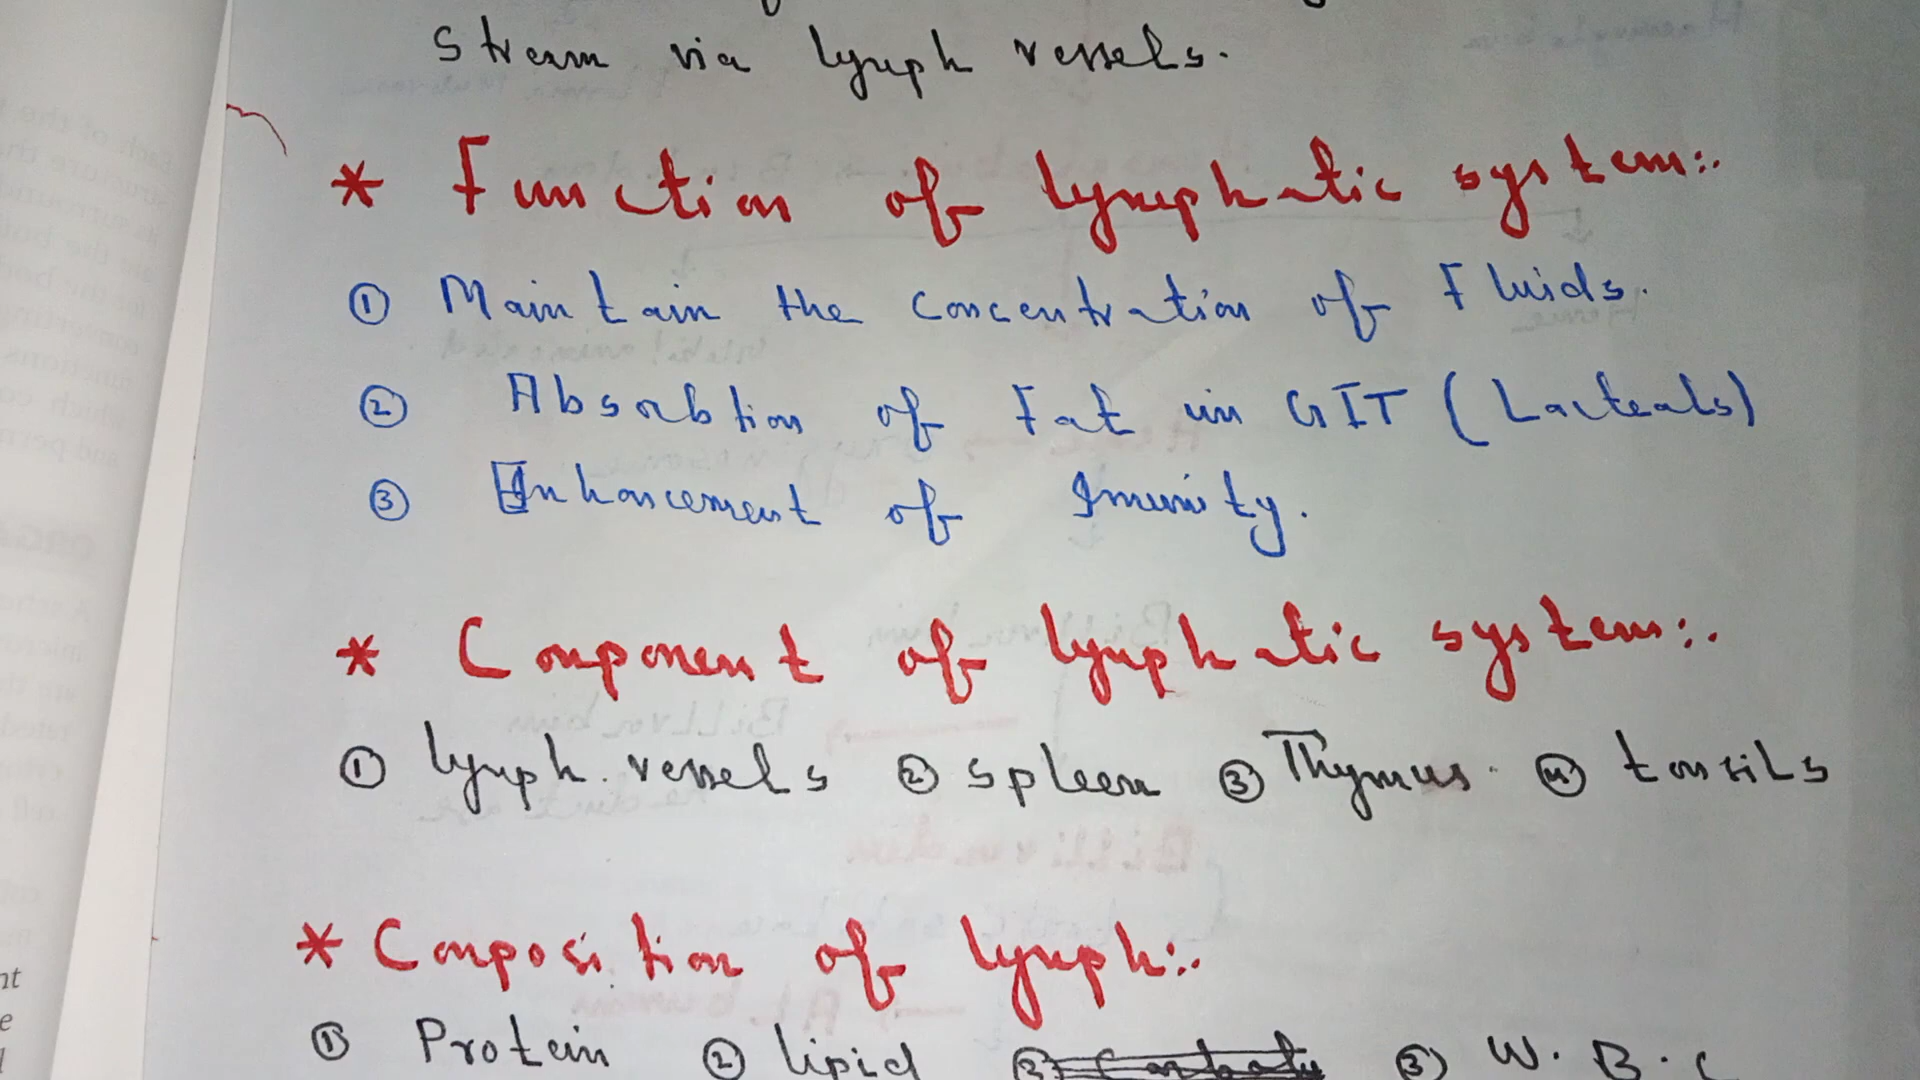 stream via lymph vessels.
* Function of lymphatic system:.
① Maintain the concentration of Fluids.
② Absorbtion of Fat in GIT (Lacteals)
③ Enhancement of Imunity.
* Component of lymphatic system:.
① lymph vessels ② spleen ③ Thymus. ④ tonsils
* Composition of lymph:.
① Protein ② lipid ③ W.B.C